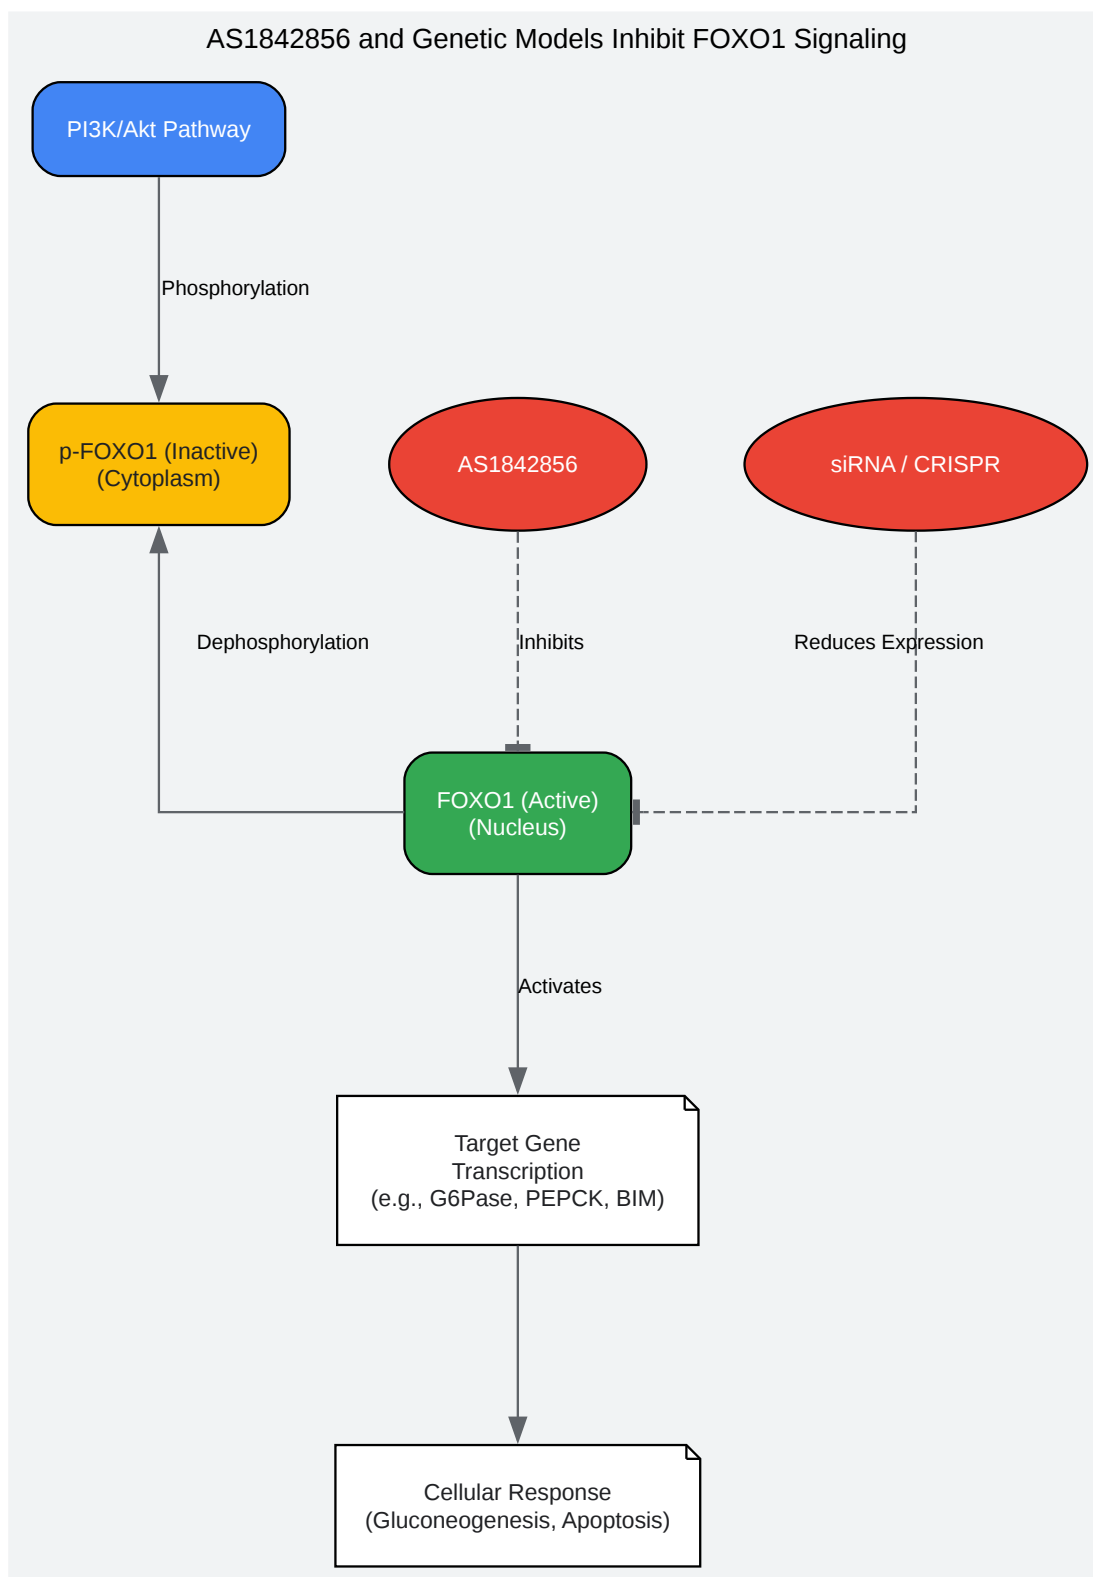 AS1842856 and Genetic Models Inhibit FOXO1 Signaling
PI3K/Akt Pathway
Phosphorylation
p-FOXO1 (Inactive)
(Cytoplasm)
AS1842856
siRNA / CRISPR
Dephosphorylation
Inhibits
Reduces Expression
FOXO1 (Active)
(Nucleus)
Activates
Target Gene
Transcription
(e.g., G6Pase, PEPCK, BIM)
Cellular Response
(Gluconeogenesis, Apoptosis)